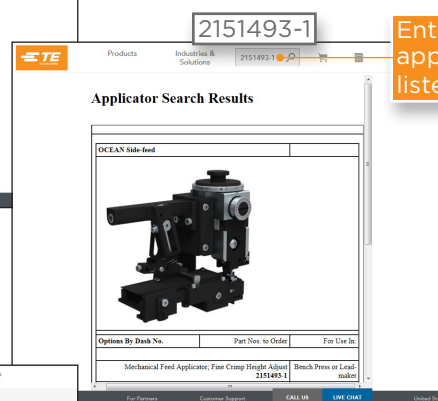 2151493-1
Ent
app
liste
TE
Products
Industries & Solutions
2151493-1
Applicator Search Results
OCEAN Side-feed
Options By Dash No.
Part Nos. to Order
For Use In:
Mechanical Feed Applicator; Fine Crimp Height Adjust
2151493-1
Bench Press or Lead-
maker
For Partners
Customer Support
CALL US
LIVE CHAT
United St